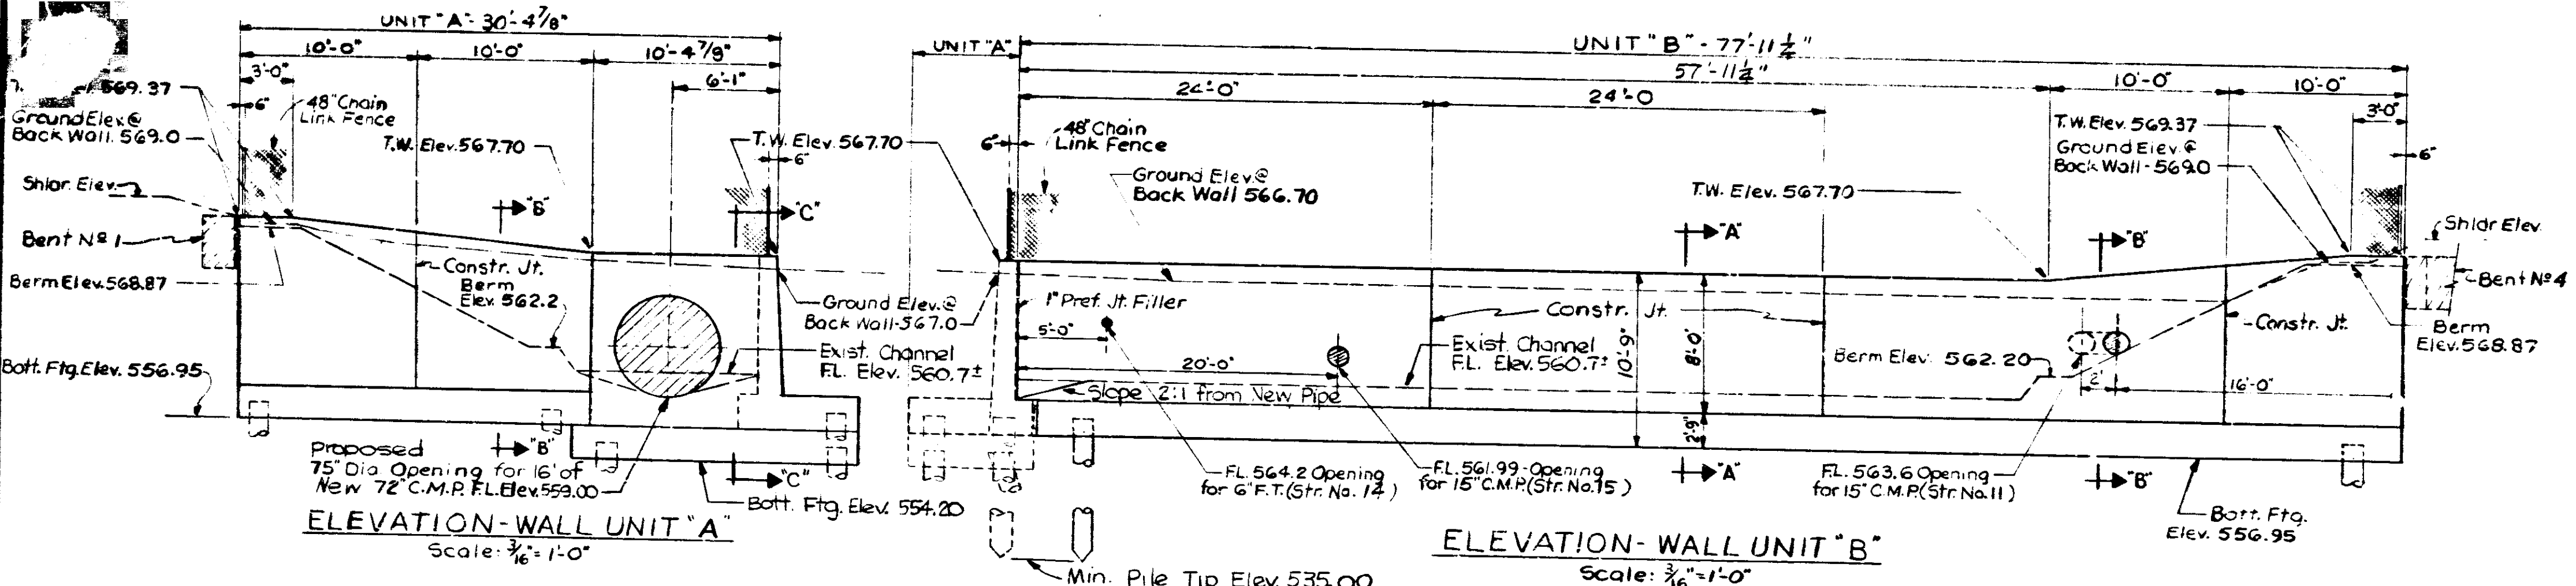 UNIT "A"- 30'-4 7/8"
10'-0"
10'-0"
10'-4 7/8"
3'-0"
6'-1"
569.37
6"
48" Chain
Link Fence
Ground Elev. @
Back Wall. 569.0
T.W. Elev. 567.70
Shldr. Elev.
"B"
"C"
6"
Bent Nº 1
Berm Elev. 568.87
Constr. Jt.
Berm
Elev. 562.2
Ground Elev. @
Back Wall-567.0
Exist. Channel
F.L. Elev. 560.7±
Bott. Ftg. Elev. 556.95
Proposed
75" Dia. Opening for 16' of
New 72" C.M.P. F.L. Elev. 559.00
"B"
"C"
Bott. Ftg. Elev. 554.20
ELEVATION-WALL UNIT "A"
Scale: 3/16"= 1'-0"
UNIT "A"
UNIT "B" - 77'-11 1/4"
57'-11 1/4"
24'-0"
24'-0
10'-0"
10'-0"
3'-0"
T.W. Elev. 567.70
6"
48" Chain
Link Fence
Ground Elev. @
Back Wall 566.70
T.W. Elev. 567.70
T.W. Elev. 569.37
Ground Elev. @
Back Wall - 569.0
6"
"A"
"B"
Shldr Elev.
Bent Nº 4
1" Pref. Jt. Filler
5'-0"
20'-0"
Constr. Jt.
Exist. Channel
F.L. Elev. 560.7±
10'-9"
8'-0"
2'-9"
Slope 2:1 from New Pipe
Berm Elev. 562.20
2'
16'-0"
Constr. Jt.
Berm
Elev. 568.87
F.L. 564.2 Opening
for 6" F.T. (Str. No. 14)
F.L. 561.99-Opening
for 15" C.M.P. (Str. No. 15)
"A"
F.L. 563.6 Opening
for 15" C.M.P. (Str. No. 11)
"B"
Bott. Ftg.
Elev. 556.95
Min. Pile Tip Elev. 535.00
ELEVATION- WALL UNIT "B"
Scale: 3/16"=1'-0"